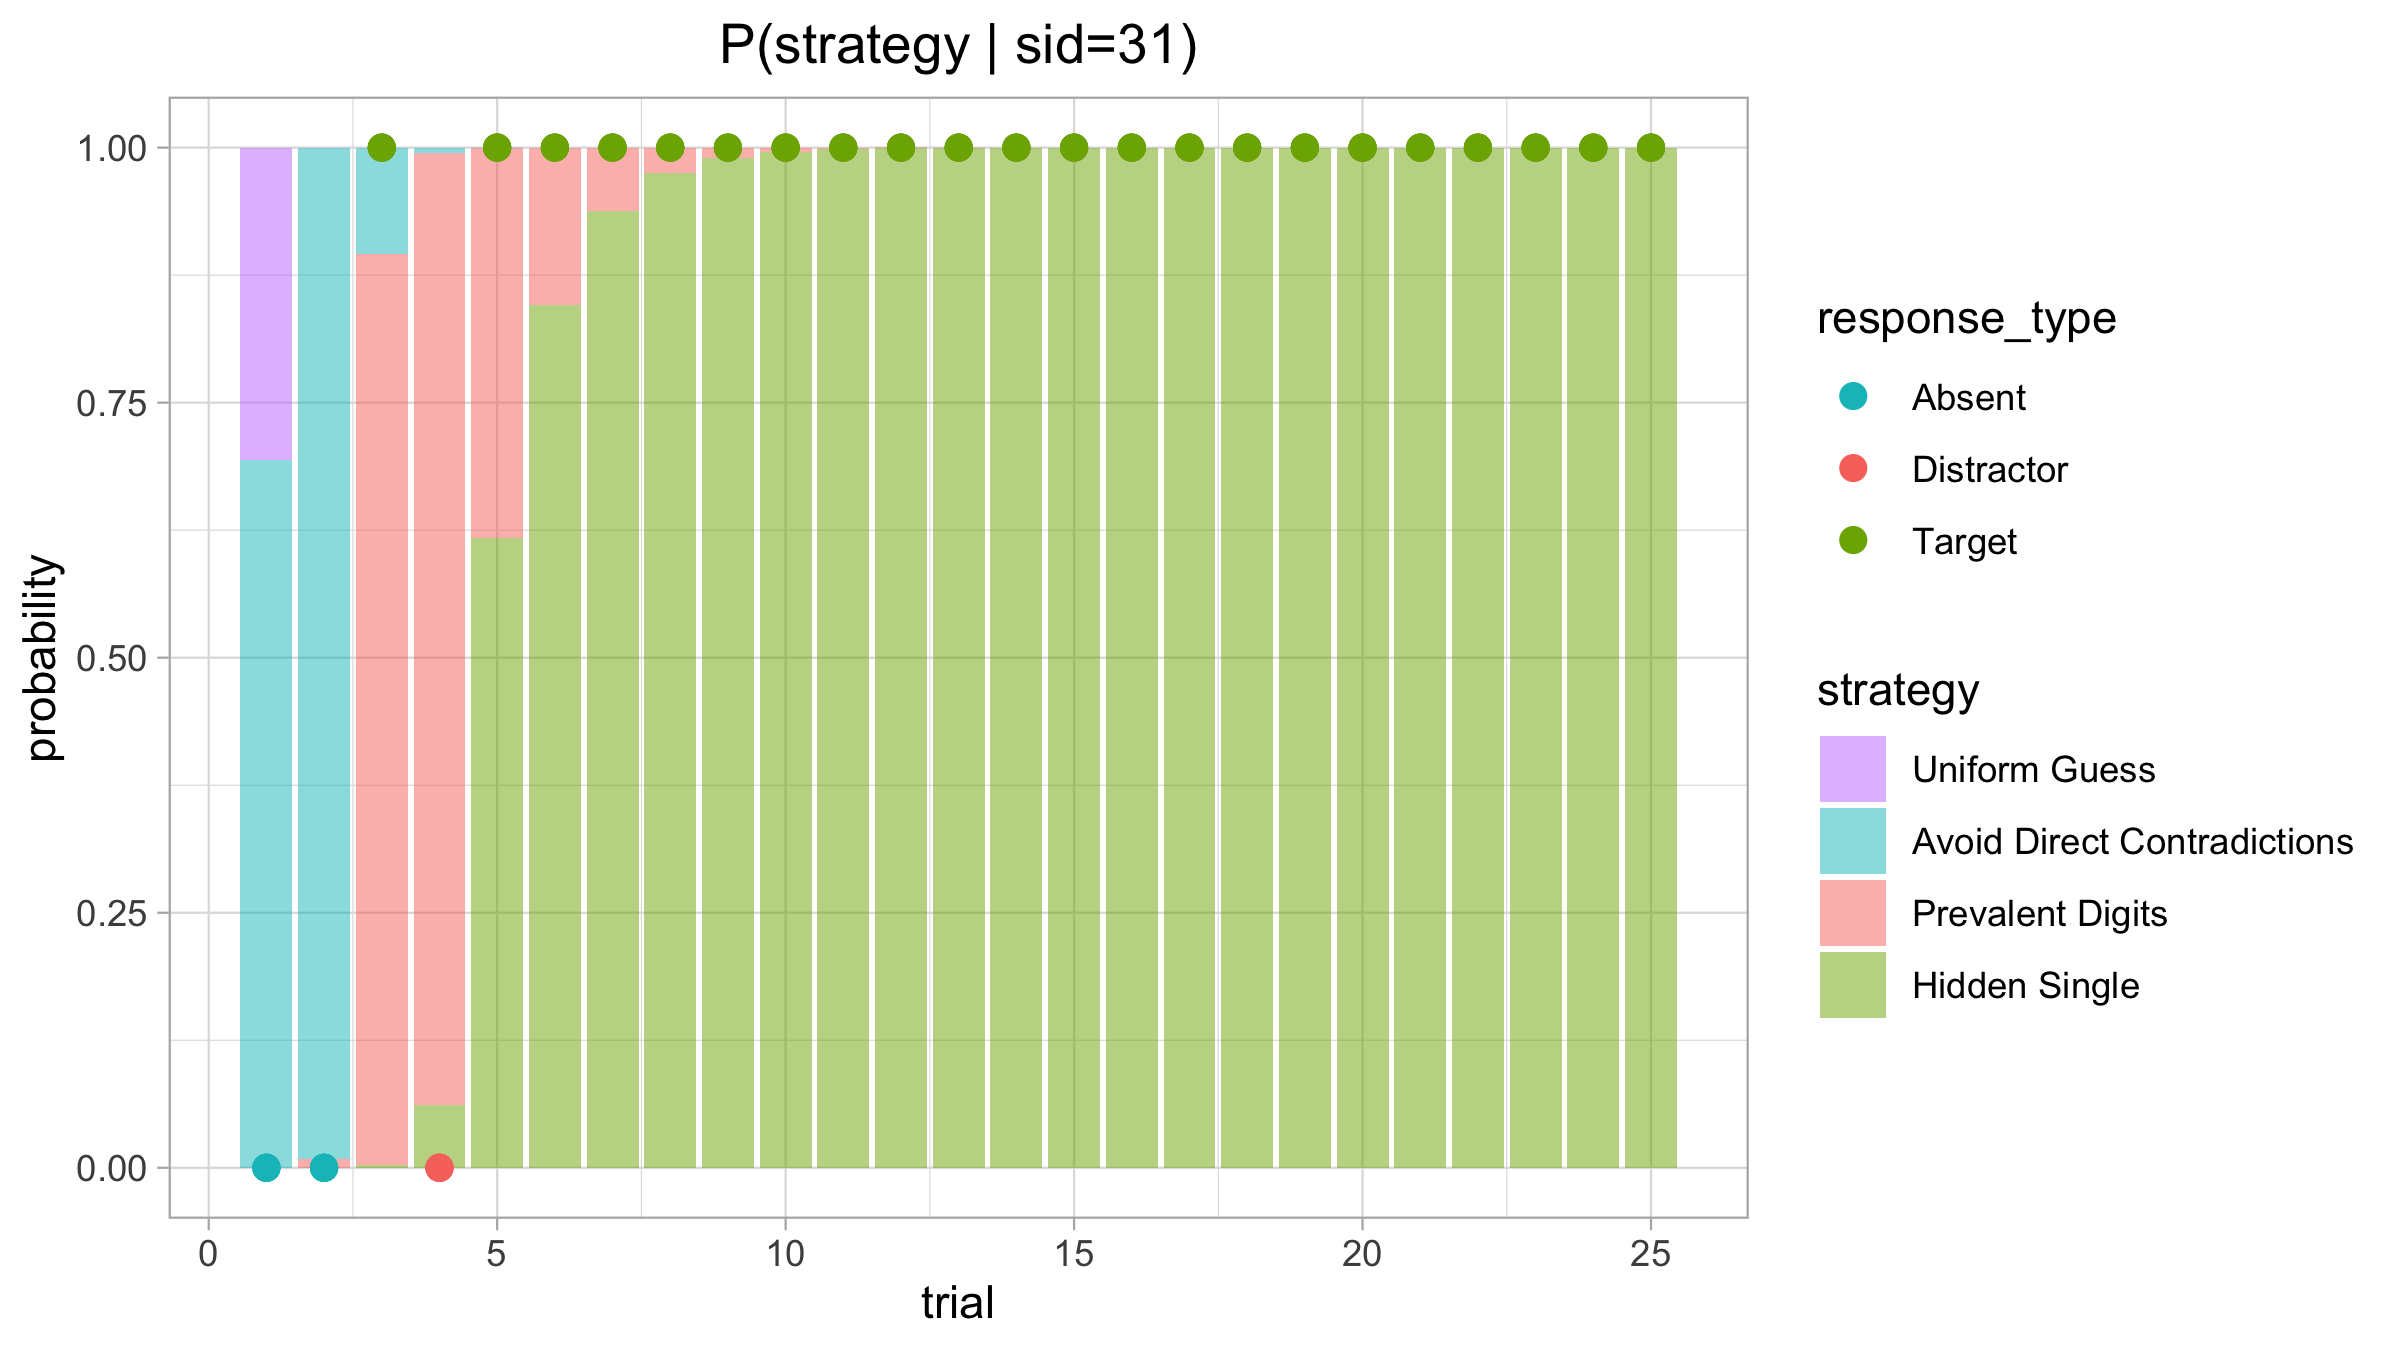 P(strategy | sid=31)
probability
1.00
0.75
0.50
0.25
0.00
0
5
10
15
20
25
trial
response_type
Absent
Distractor
Target
strategy
Uniform Guess
Avoid Direct Contradictions
Prevalent Digits
Hidden Single